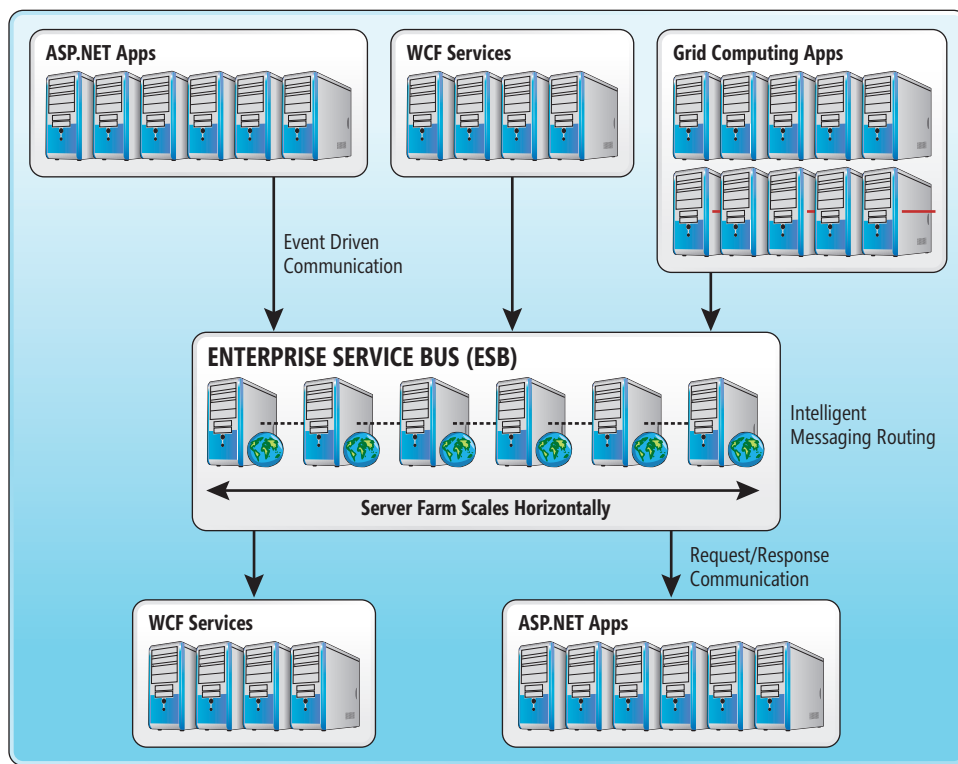 ASP.NET Apps
WCF Services
Grid Computing Apps
Event Driven
Communication
ENTERPRISE SERVICE BUS (ESB)
Intelligent
Messaging Routing
Server Farm Scales Horizontally
Request/Response
Communication
WCF Services
ASP.NET Apps